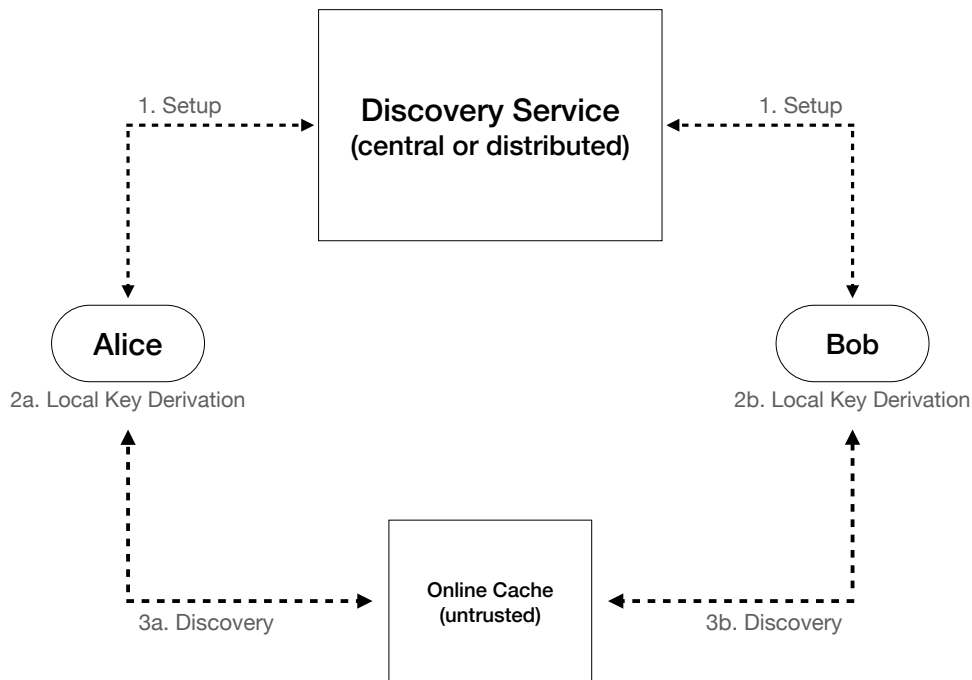 1. Setup
Discovery Service
(central or distributed)
1. Setup
Alice
2a. Local Key Derivation
Bob
2b. Local Key Derivation
Online Cache
(untrusted)
3a. Discovery
3b. Discovery